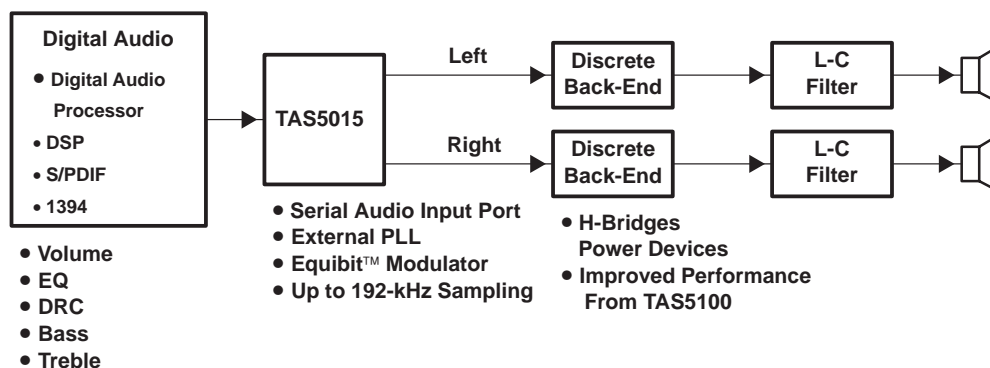 Digital Audio
• Digital Audio
Processor
• DSP
• S/PDIF
• 1394
• Volume
• EQ
• DRC
• Bass
• Treble
TAS5015
• Serial Audio Input Port
• External PLL
• Equibit™ Modulator
• Up to 192-kHz Sampling
Left
Right
Discrete
Back-End
Discrete
Back-End
• H-Bridges
Power Devices
• Improved Performance
From TAS5100
L-C
Filter
L-C
Filter